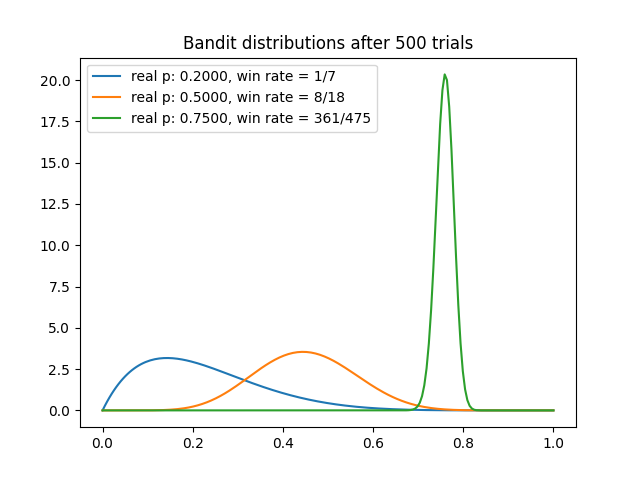 Bandit distributions after 500 trials
real p: 0.2000, win rate = 1/7
real p: 0.5000, win rate = 8/18
real p: 0.7500, win rate = 361/475
20.0
17.5
15.0
12.5
10.0
7.5
5.0
2.5
0.0
0.0 0.2 0.4 0.6 0.8 1.0